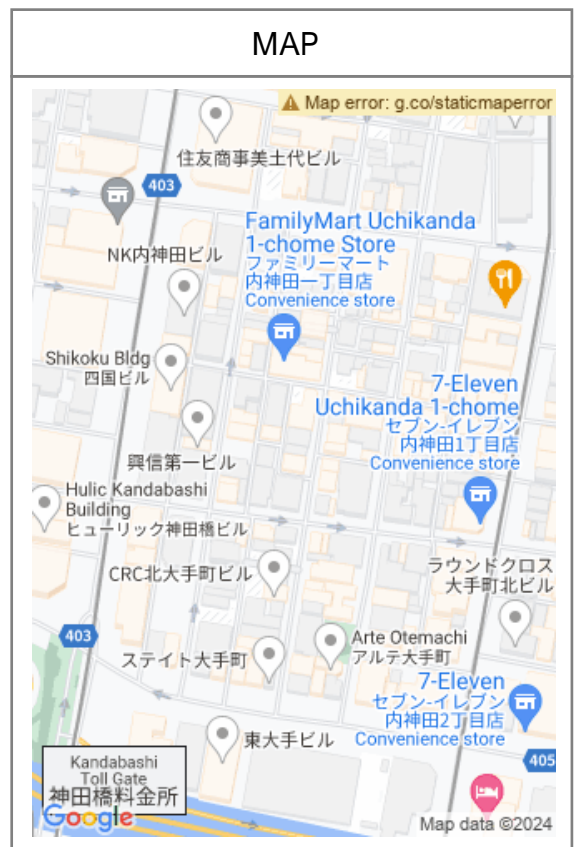 MAP
Map error: g.co/staticmaperror
住友商事美土代ビル
403
FamilyMart Uchikanda
1-chome Store
ファミリーマート
内神田一丁目店
Convenience store
NK内神田ビル
Shikoku Bldg
四国ビル
7-Eleven
Uchikanda 1-chome
セブン-イレブン
内神田1丁目店
Convenience store
興信第一ビル
Hulic Kandabashi
Building
ヒューリック神田橋ビル
CRC北大手町ビル
ラウンドクロス
大手町北ビル
403
Arte Otemachi
アルテ大手町
ステイト大手町
7-Eleven
セブン-イレブン
内神田2丁目店
Convenience store
東大手ビル
405
Kandabashi
Toll Gate
神田橋料金所
Google
Map data ©2024